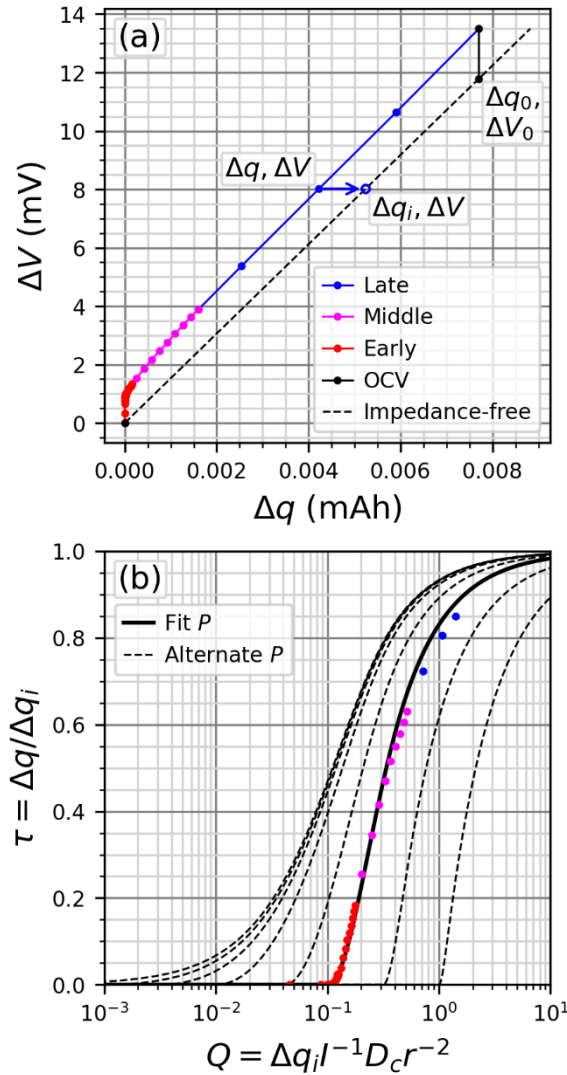 (a)
14
12
10
8
6
4
2
0
ΔV (mV)
Δq₀,
ΔV₀
Δq, ΔV
Δqᵢ, ΔV
Late
Middle
Early
OCV
Impedance-free
0.000 0.002 0.004 0.006 0.008
Δq (mAh)
(b)
1.0
0.8
0.6
0.4
0.2
0.0
τ = Δq/Δqᵢ
Fit P
Alternate P
10⁻³ 10⁻² 10⁻¹ 10⁰ 10¹
Q = ΔqᵢI⁻¹D_cr⁻²